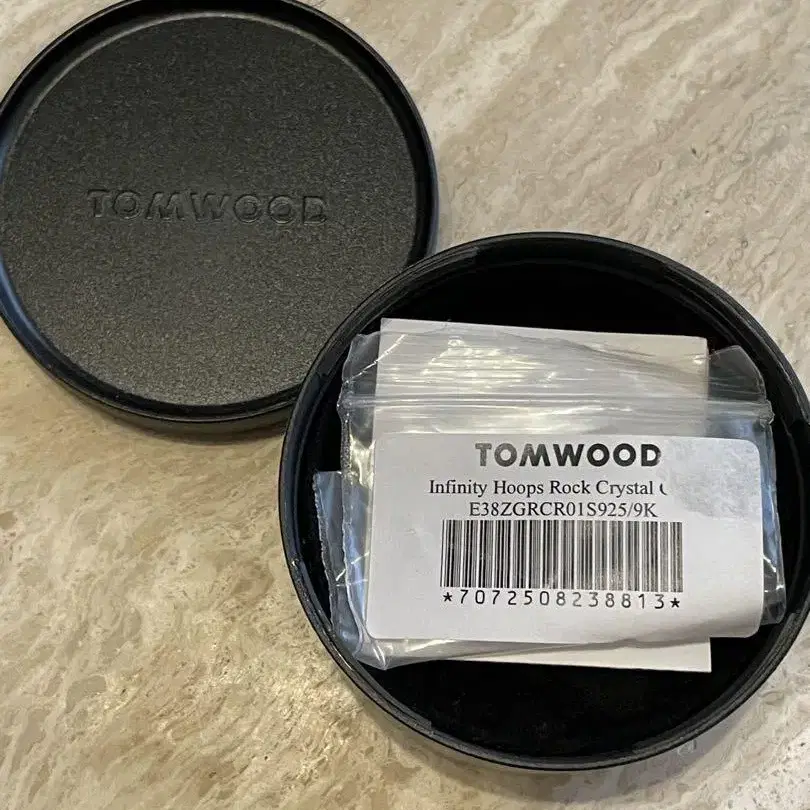 TOMWOOD
TOMWOOD
Infinity Hoops Rock Crystal
E38ZGRCR01S925/9K
*7072508238813*